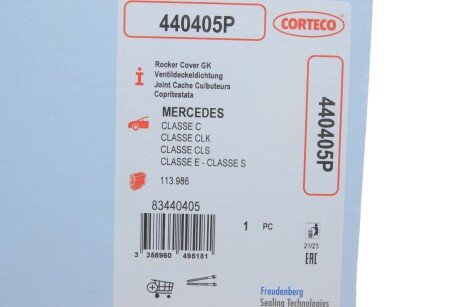 440405P
CORTECO
Rocker Cover GK
Ventildeckeldichtung
Joint Cache Culbuteurs
Copritestata
MERCEDES
CLASSE C
CLASSE CLK
CLASSE CLS
CLASSE E - CLASSE S
113.986
440405P
83440405
1 PC
3 358960 495181
21/23
EAC
Freudenberg
Sealing Technologies